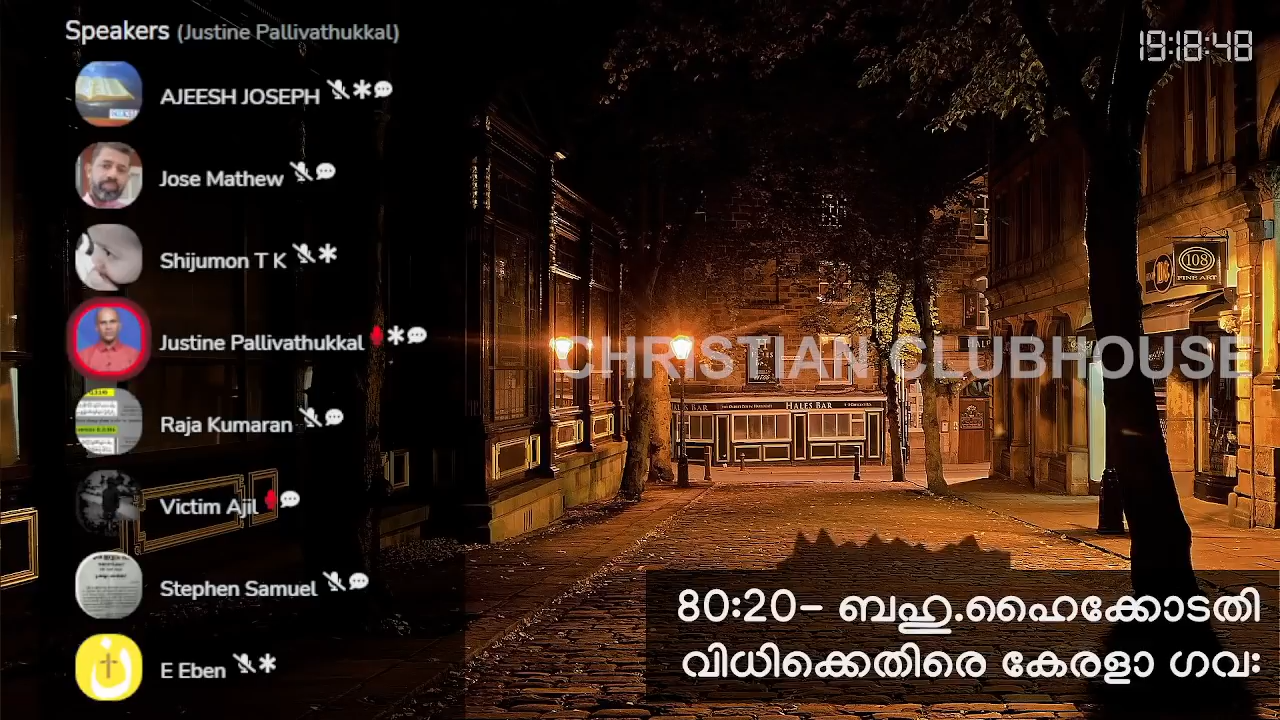 Speakers (Justine Pallivathukkal)
19:18:48
AJEESH JOSEPH
Jose Mathew
Shijumon T K
Justine Pallivathukkal
Raja Kumaran
Victim Ajil
Stephen Samuel
E Eben
CHRISTIAN CLUBHOUSE
108
FINE ART
HALES BAR
80:20– ബഹു.ഹൈക്കോടതി
വിധിക്കെതിരെ കേരളാ ഗവഃ